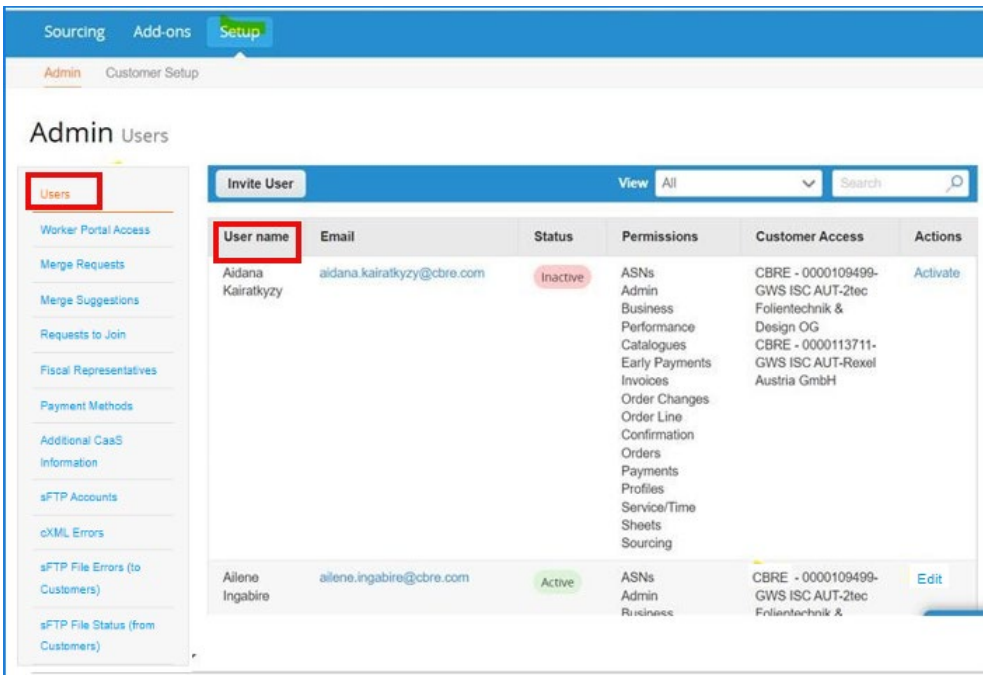 Sourcing Add-ons Setup
Admin Customer Setup
Admin Users
Users
Worker Portal Access
Merge Requests
Merge Suggestions
Requests to Join
Fiscal Representatives
Payment Methods
Additional CaaS
Information
sFTP Accounts
cXML Errors
sFTP File Errors (to
Customers)
sFTP File Status (from
Customers)
Invite User View All Search
User name Email Status Permissions Customer Access Actions
Aidana
Kairatkyzy
aidana.kairatkyzy@cbre.com
Inactive
ASNs
Admin
Business
Performance
Catalogues
Early Payments
Invoices
Order Changes
Order Line
Confirmation
Orders
Payments
Profiles
Service/Time
Sheets
Sourcing
CBRE - 0000109499-
GWS ISC AUT-2tec
Folientechnik &
Design OG
CBRE - 0000113711-
GWS ISC AUT-Rexel
Austria GmbH
Activate
Ailene
Ingabire
ailene.ingabire@cbre.com
Active
ASNs
Admin
Business
CBRE - 0000109499-
GWS ISC AUT-2tec
Folientechnik &
Edit